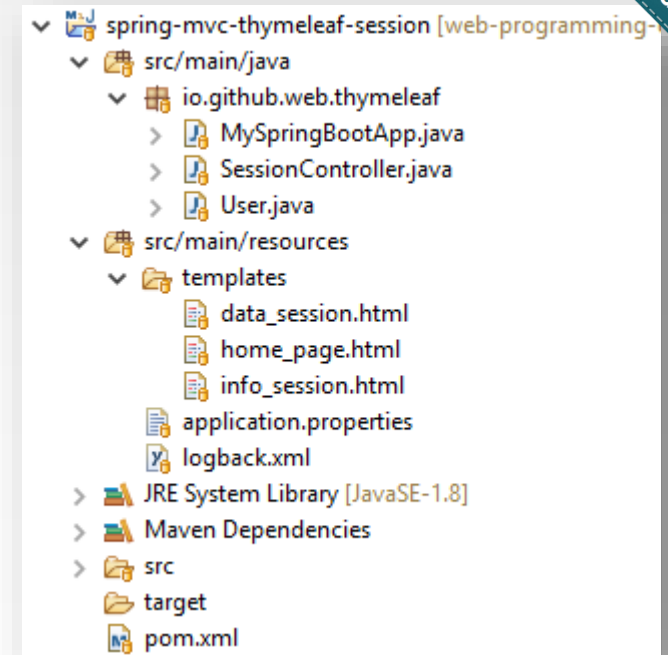 spring-mvc-thymeleaf-session [web-programming-
src/main/java
io.github.web.thymeleaf
MySpringBootApp.java
SessionController.java
User.java
src/main/resources
templates
data_session.html
home_page.html
info_session.html
application.properties
logback.xml
JRE System Library [JavaSE-1.8]
Maven Dependencies
src
target
pom.xml